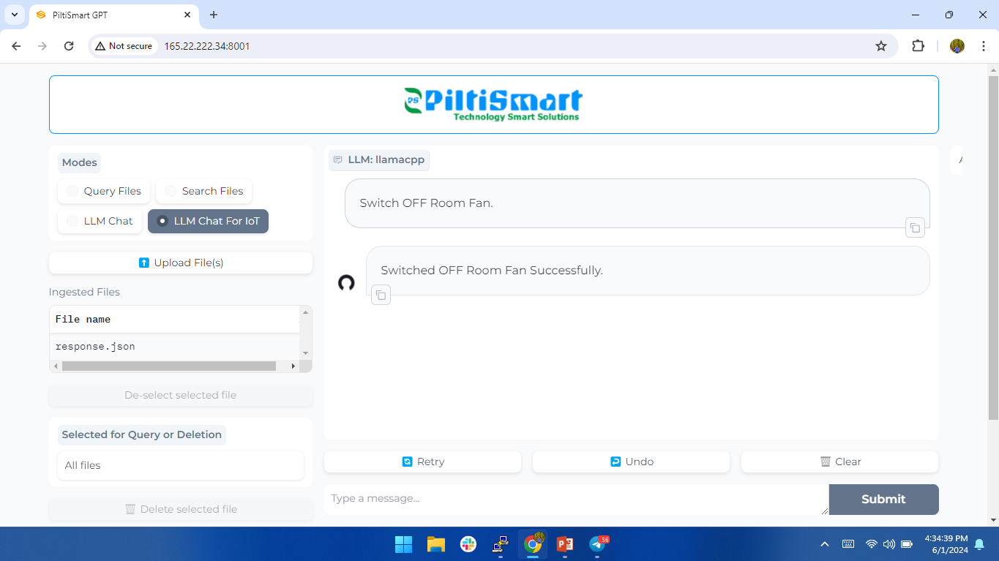 PiltiSmart GPT
Not secure
165.22.222.34:8001
PS PiltiSmart
Technology Smart Solutions
Modes
Query Files
Search Files
LLM Chat
LLM Chat For IoT
Upload File(s)
Ingested Files
File name
response.json
De-select selected file
Selected for Query or Deletion
All files
Delete selected file
LLM: llamacpp
Switch OFF Room Fan.
Switched OFF Room Fan Successfully.
Retry
Undo
Clear
Type a message...
Submit
56
4:34:39 PM
6/1/2024